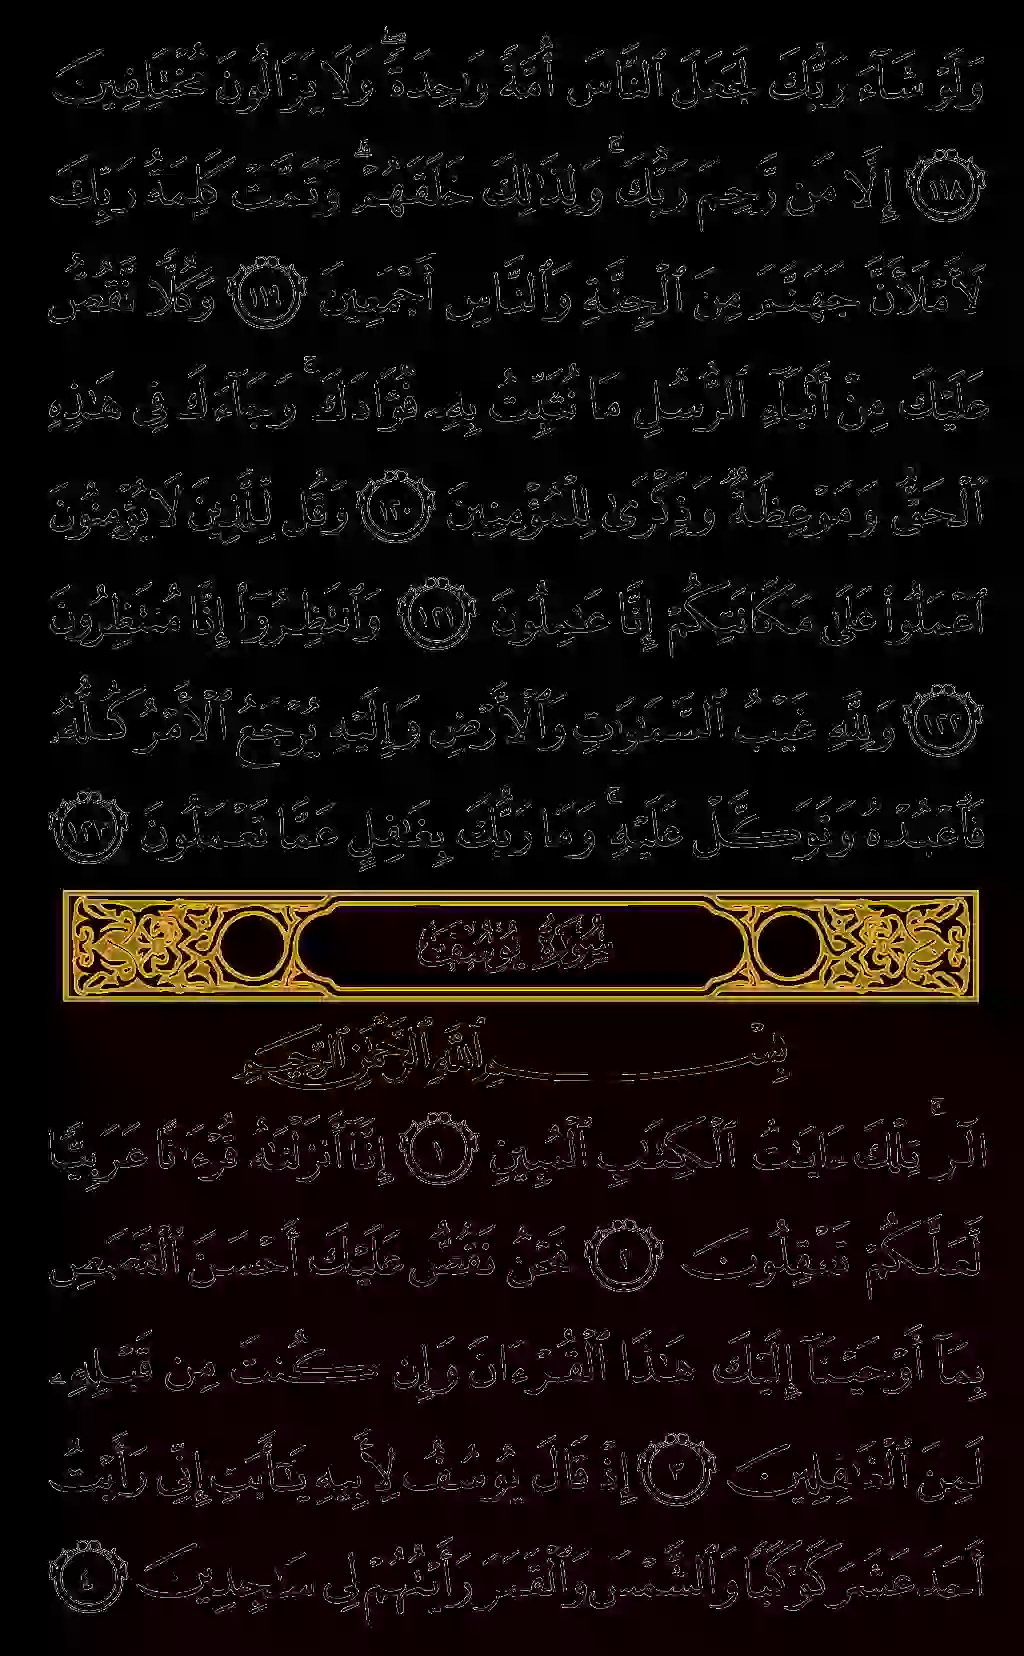 وَلَوْ شَآءَ رَبُّكَ لَجَعَلَ ٱلنَّاسَ أُمَّةً وَٰحِدَةً ۖ وَلَا يَزَالُونَ مُخْتَلِفِينَ
١١٨ إِلَّا مَن رَّحِمَ رَبُّكَ ۚ وَلِذَٰلِكَ خَلَقَهُمْ ۗ وَتَمَّتْ كَلِمَةُ رَبِّكَ
لَأَمْلَأَنَّ جَهَنَّمَ مِنَ ٱلْجِنَّةِ وَٱلنَّاسِ أَجْمَعِينَ ١١٩ وَكُلًّا نَّقُصُّ
عَلَيْكَ مِنْ أَنۢبَآءِ ٱلرُّسُلِ مَا نُثَبِّتُ بِهِۦ فُؤَادَكَ ۚ وَجَآءَكَ فِى هَٰذِهِ
ٱلْحَقُّ وَمَوْعِظَةٌ وَذِكْرَىٰ لِلْمُؤْمِنِينَ ١٢٠ وَقُل لِّلَّذِينَ لَا يُؤْمِنُونَ
ٱعْمَلُوا۟ عَلَىٰ مَكَانَتِكُمْ إِنَّا عَٰمِلُونَ ١٢١ وَٱنتَظِرُوٓا۟ إِنَّا مُنتَظِرُونَ
١٢٢ وَلِلَّهِ غَيْبُ ٱلسَّمَٰوَٰتِ وَٱلْأَرْضِ وَإِلَيْهِ يُرْجَعُ ٱلْأَمْرُ كُلُّهُۥ
فَٱعْبُدْهُ وَتَوَكَّلْ عَلَيْهِ ۚ وَمَا رَبُّكَ بِغَٰفِلٍ عَمَّا تَعْمَلُونَ ١٢٣
سُورَةُ يُوسُفَ
بِسْمِ ٱللَّهِ ٱلرَّحْمَٰنِ ٱلرَّحِيمِ
الٓر ۚ تِلْكَ ءَايَٰتُ ٱلْكِتَٰبِ ٱلْمُبِينِ ١ إِنَّآ أَنزَلْنَٰهُ قُرْءَٰنًا عَرَبِيًّا
لَّعَلَّكُمْ تَعْقِلُونَ ٢ نَحْنُ نَقُصُّ عَلَيْكَ أَحْسَنَ ٱلْقَصَصِ
بِمَآ أَوْحَيْنَآ إِلَيْكَ هَٰذَا ٱلْقُرْءَانَ وَإِن كُنتَ مِن قَبْلِهِۦ
لَمِنَ ٱلْغَٰفِلِينَ ٣ إِذْ قَالَ يُوسُفُ لِأَبِيهِ يَٰٓأَبَتِ إِنِّى رَأَيْتُ
أَحَدَ عَشَرَ كَوْكَبًا وَٱلشَّمْسَ وَٱلْقَمَرَ رَأَيْتُهُمْ لِى سَٰجِدِينَ ٤